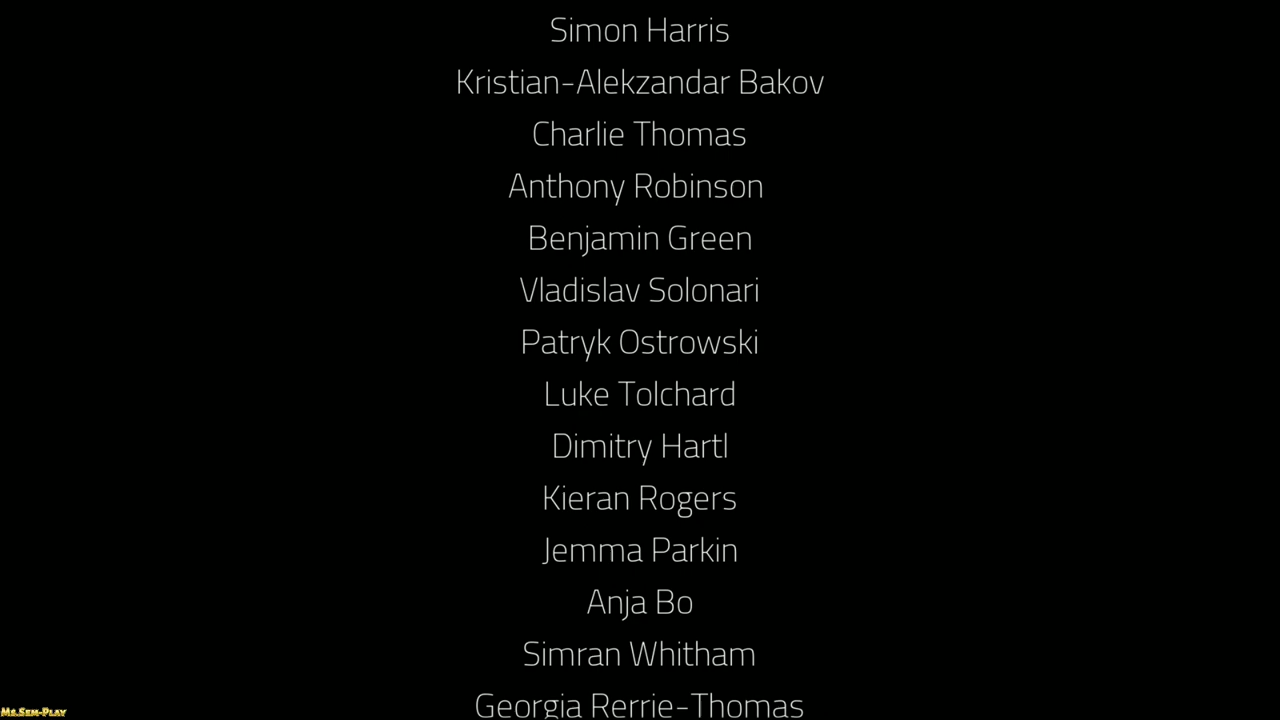 Simon Harris
Kristian-Alekzandar Bakov
Charlie Thomas
Anthony Robinson
Benjamin Green
Vladislav Solonari
Patryk Ostrowski
Luke Tolchard
Dimitry Hartl
Kieran Rogers
Jemma Parkin
Anja Bo
Simran Whitham
Georgia Rerrie-Thomas
Ms.Sem-Play